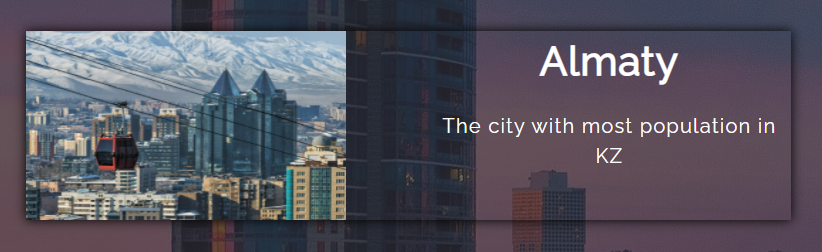 Almaty
The city with most population in
KZ